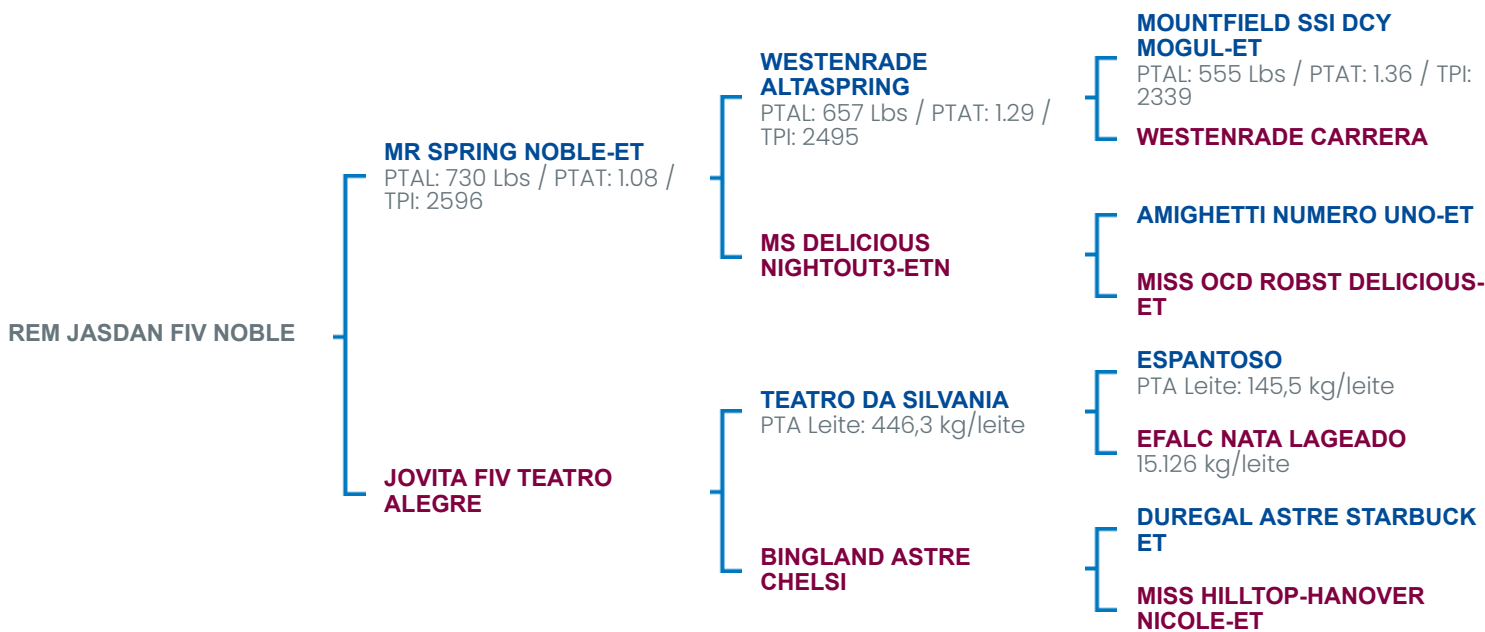 REM JASDAN FIV NOBLE
MR SPRING NOBLE-ET
PTAL: 730 Lbs / PTAT: 1.08 /
TPI: 2596
JOVITA FIV TEATRO
ALEGRE
WESTENRADE
ALTASPRING
PTAL: 657 Lbs / PTAT: 1.29 /
TPI: 2495
MS DELICIOUS
NIGHTOUT3-ETN
TEATRO DA SILVANIA
PTA Leite: 446,3 kg/leite
BINGLAND ASTRE
CHELSI
MOUNTFIELD SSI DCY
MOGUL-ET
PTAL: 555 Lbs / PTAT: 1.36 / TPI:
2339
WESTENRADE CARRERA
AMIGHETTI NUMERO UNO-ET
MISS OCD ROBST DELICIOUS-
ET
ESPANTOSO
PTA Leite: 145,5 kg/leite
EFALC NATA LAGEADO
15.126 kg/leite
DUREGAL ASTRE STARBUCK
ET
MISS HILLTOP-HANOVER
NICOLE-ET